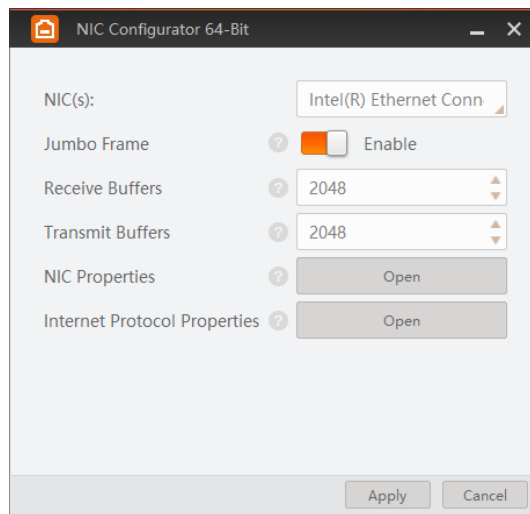 NIC Configurator 64-Bit
NIC(s): Intel(R) Ethernet Conn
Jumbo Frame ? Enable
Receive Buffers ? 2048
Transmit Buffers ? 2048
NIC Properties ? Open
Internet Protocol Properties ? Open
Apply Cancel